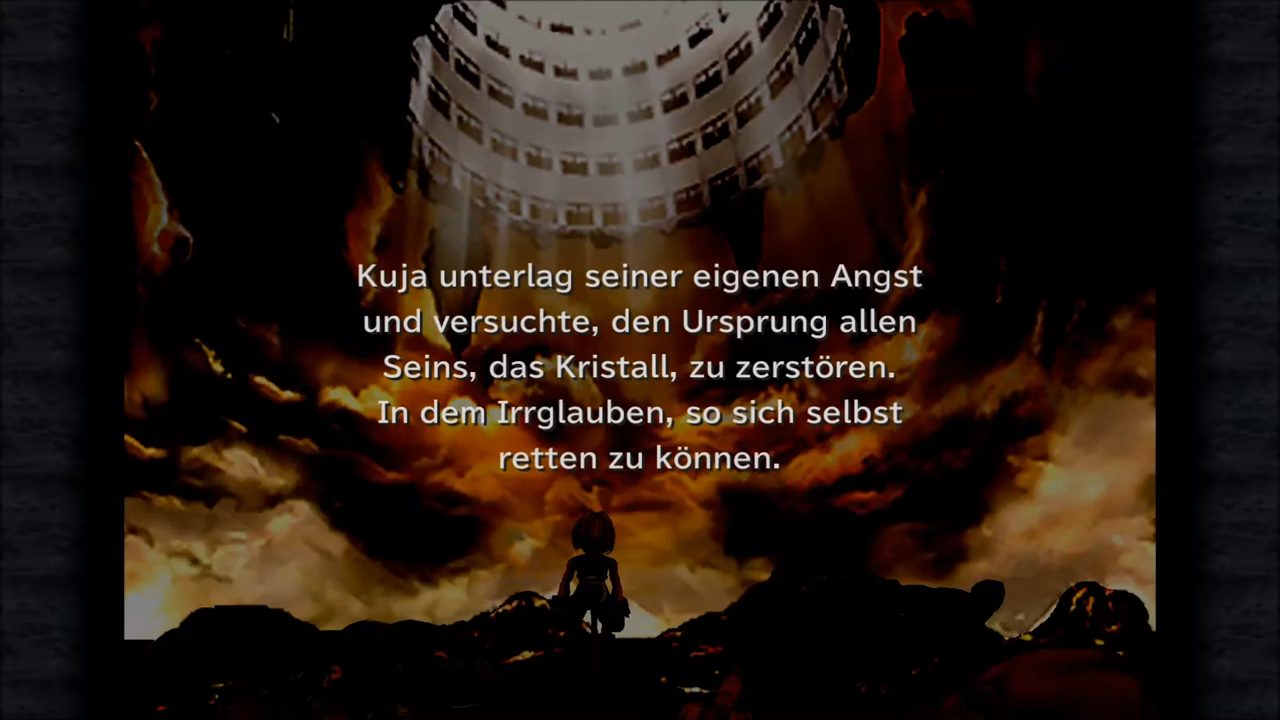 Kuja unterlag seiner eigenen Angst
und versuchte, den Ursprung allen
Seins, das Kristall, zu zerstören.
In dem Irrglauben, so sich selbst
retten zu können.